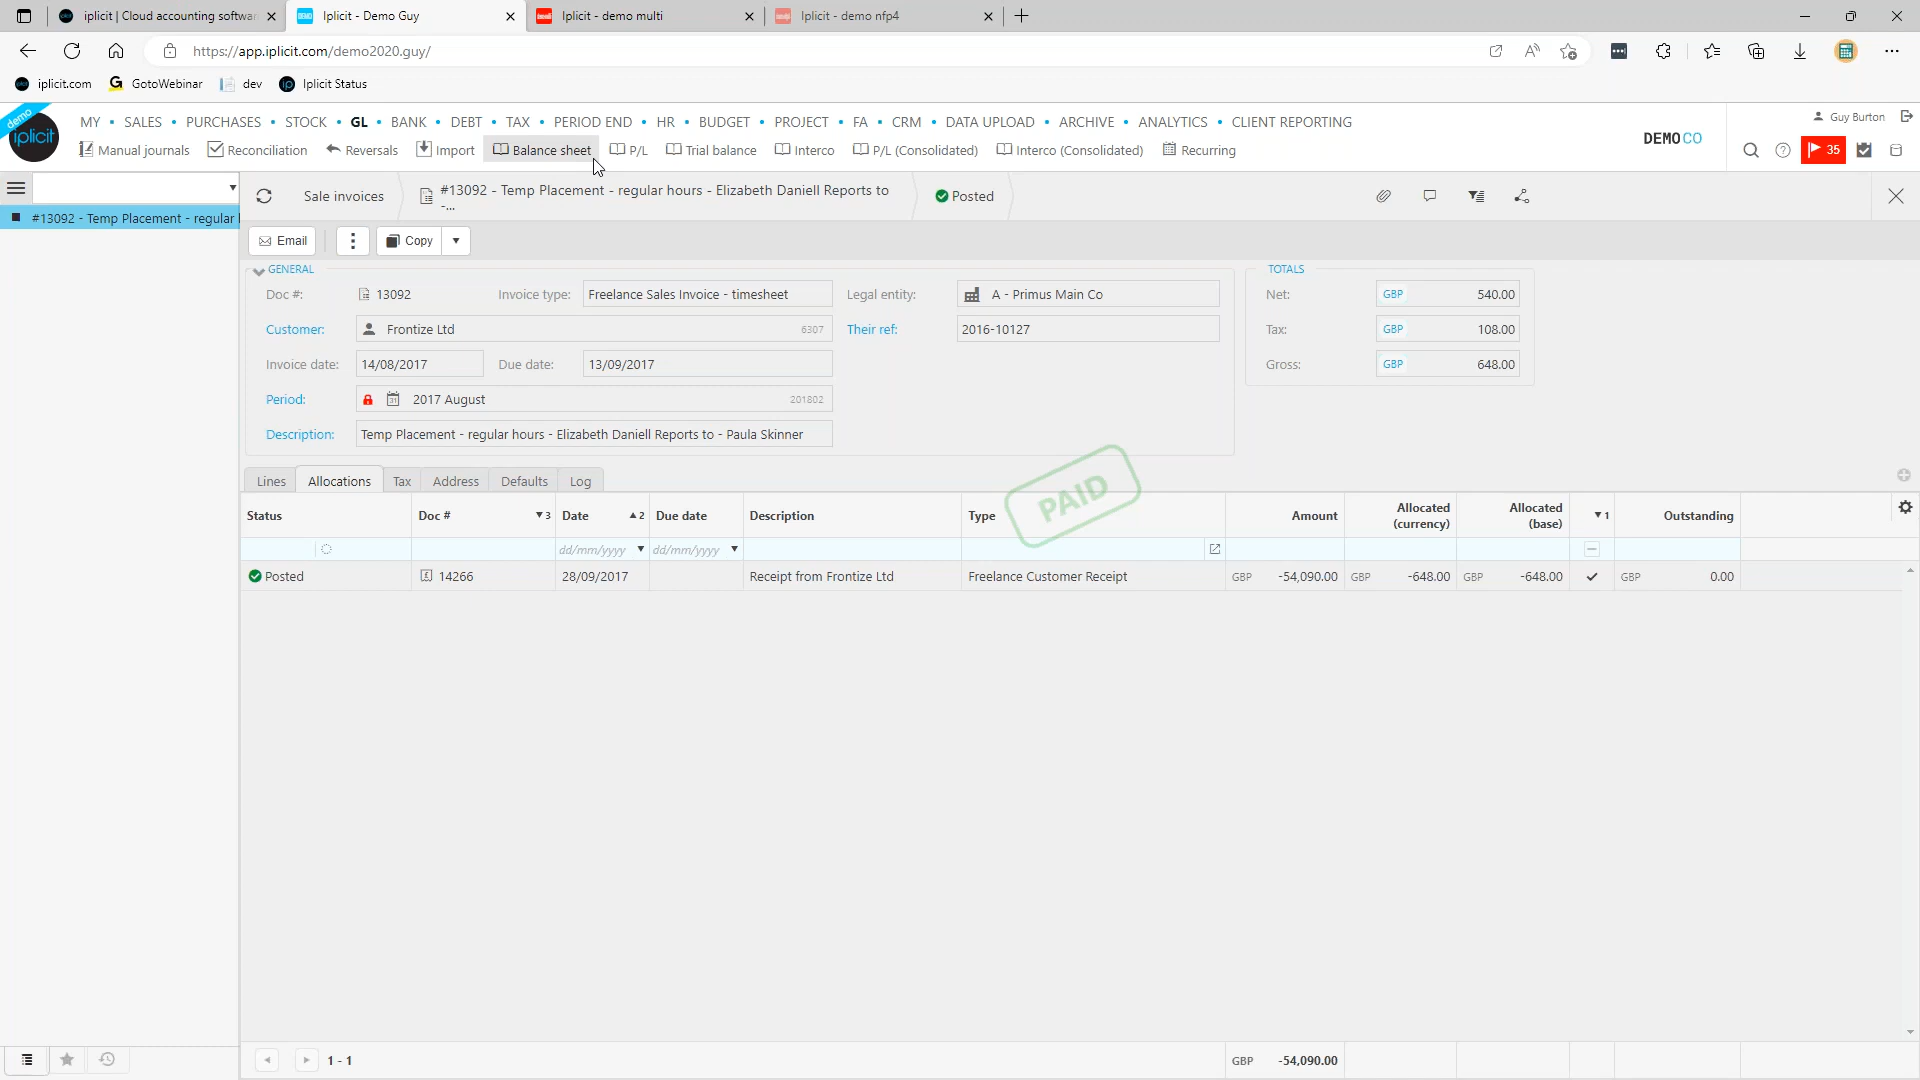 iplicit | Cloud accounting softwar
Iplicit - Demo Guy
Iplicit - demo multi
Iplicit - demo nfp4
https://app.iplicit.com/demo2020.guy/
iplicit.com
GotoWebinar
dev
Iplicit Status
demo
iplicit
MY • SALES • PURCHASES • STOCK • GL • BANK • DEBT • TAX • PERIOD END • HR • BUDGET • PROJECT • FA • CRM • DATA UPLOAD • ARCHIVE • ANALYTICS • CLIENT REPORTING
Guy Burton
Manual journals Reconciliation Reversals Import Balance sheet P/L Trial balance Interco P/L (Consolidated) Interco (Consolidated) Recurring
DEMOCO
35
Sale invoices
#13092 - Temp Placement - regular hours - Elizabeth Daniell Reports to
-...
Posted
#13092 - Temp Placement - regular
Email
Copy
GENERAL
TOTALS
Doc #: 13092 Invoice type: Freelance Sales Invoice - timesheet Legal entity: A - Primus Main Co
Net: GBP 540.00
Customer: Frontize Ltd 6307 Their ref: 2016-10127
Tax: GBP 108.00
Invoice date: 14/08/2017 Due date: 13/09/2017
Gross: GBP 648.00
Period: 2017 August 201802
Description: Temp Placement - regular hours - Elizabeth Daniell Reports to - Paula Skinner
PAID
Lines Allocations Tax Address Defaults Log
Status Doc # 3 Date 2 Due date Description Type Amount Allocated (currency) Allocated (base) 1 Outstanding
dd/mm/yyyy dd/mm/yyyy
Posted 14266 28/09/2017 Receipt from Frontize Ltd Freelance Customer Receipt GBP -54,090.00 GBP -648.00 GBP -648.00 GBP 0.00
1 - 1
GBP -54,090.00